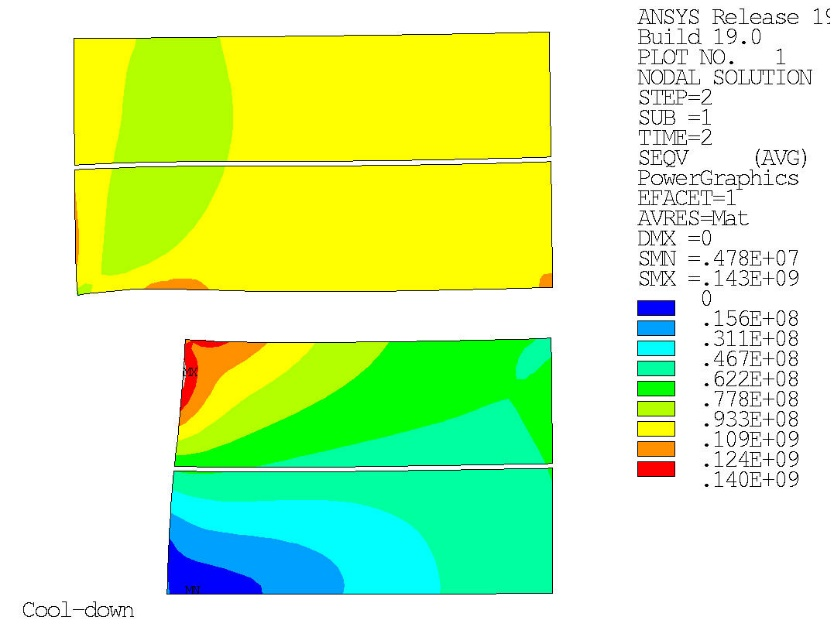 ANSYS Release 19
Build 19.0
PLOT NO. 1
NODAL SOLUTION
STEP=2
SUB =1
TIME=2
SEQV (AVG)
PowerGraphics
EFACET=1
AVRES=Mat
DMX =0
SMN =.478E+07
SMX =.143E+09
0
.156E+08
.311E+08
.467E+08
.622E+08
.778E+08
.933E+08
.109E+09
.124E+09
.140E+09
MX
MN
Cool-down